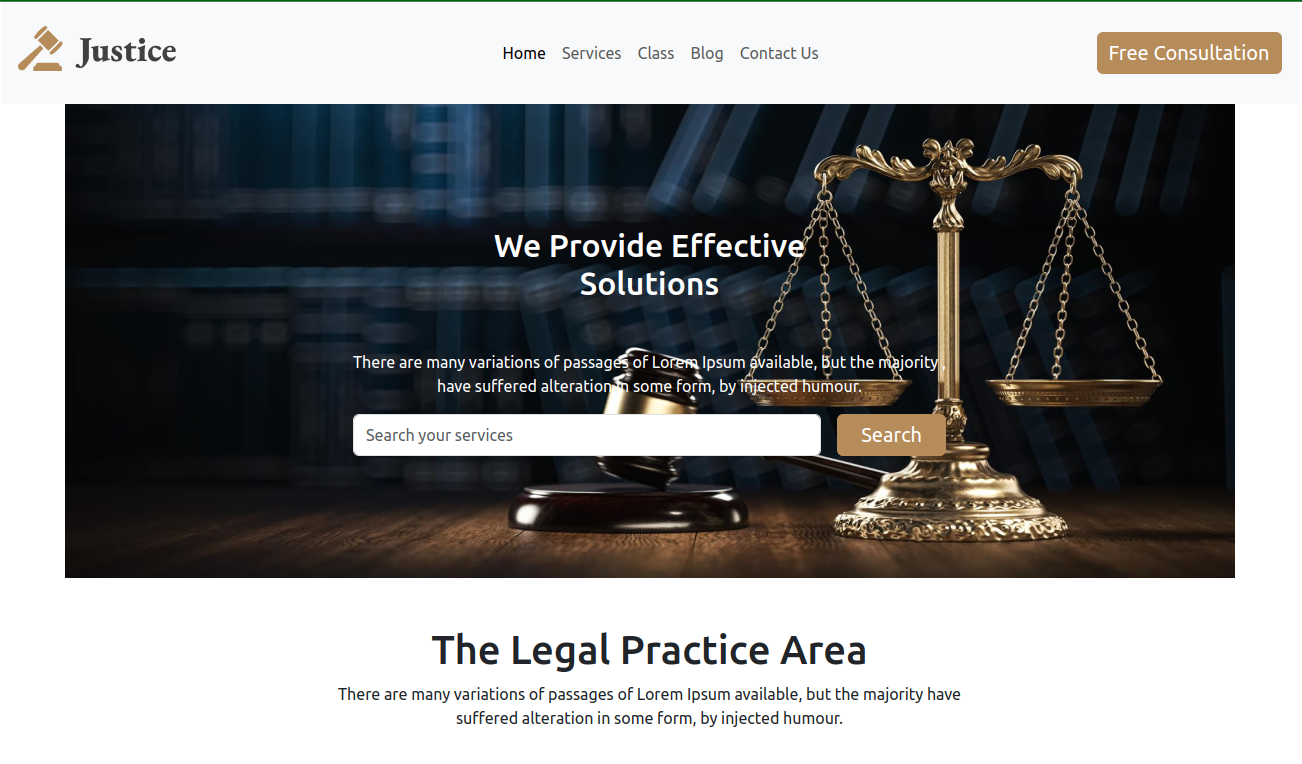 Justice
Home Services Class Blog Contact Us
Free Consultation
We Provide Effective
Solutions
There are many variations of passages of Lorem Ipsum available, but the majority ,
have suffered alteration in some form, by injected humour.
Search your services
Search
The Legal Practice Area
There are many variations of passages of Lorem Ipsum available, but the majority have
suffered alteration in some form, by injected humour.